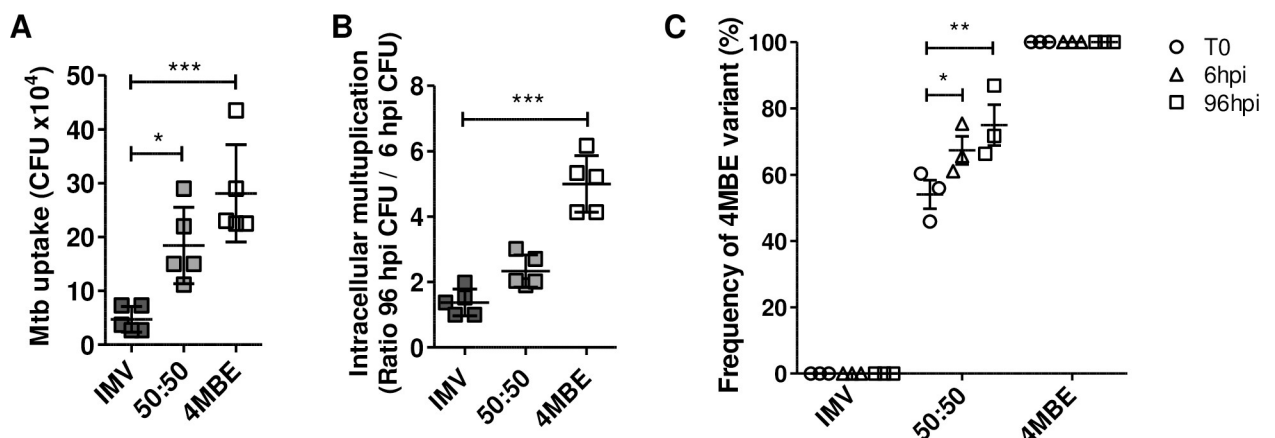 A
Mtb uptake (CFU x10⁴)
50
40
30
20
10
0
***
*
IMV
50:50
4MBE
B
Intracellular multuplication
(Ratio 96 hpi CFU / 6 hpi CFU)
8
6
4
2
0
***
IMV
50:50
4MBE
C
Frequency of 4MBE variant (%)
100
80
60
40
20
0
**
*
IMV
50:50
4MBE
T0
6hpi
96hpi